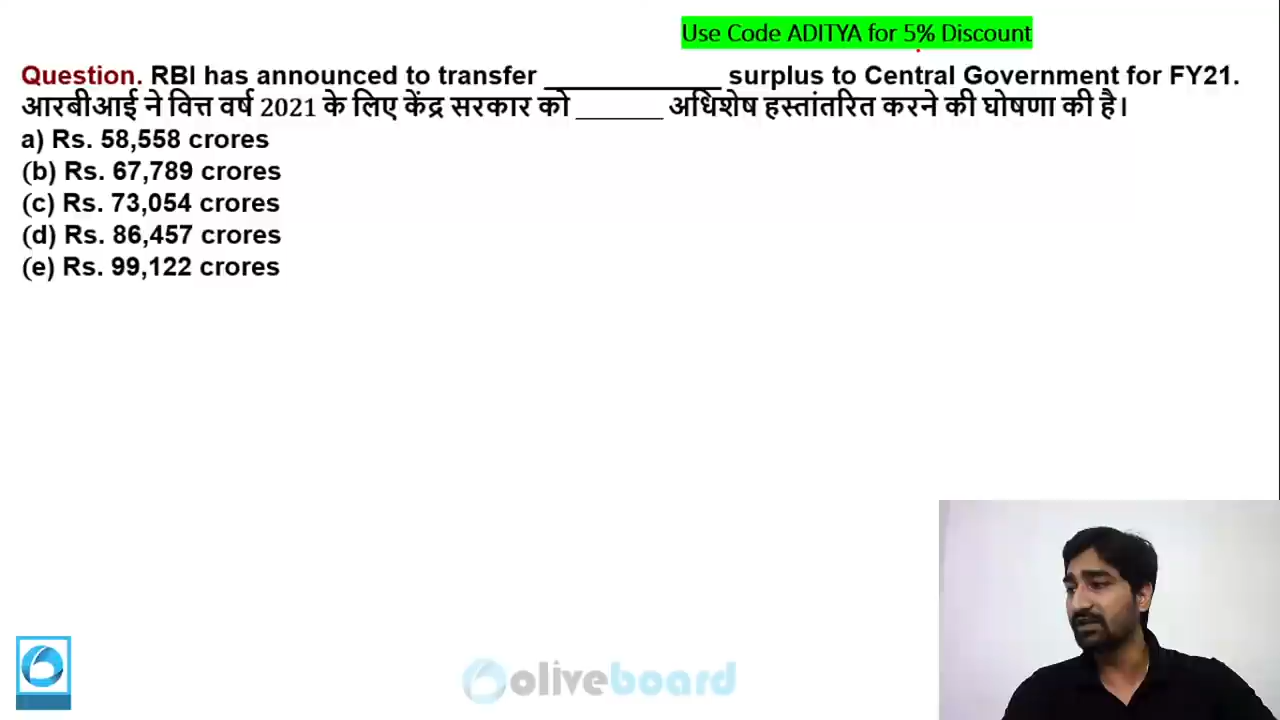 Use Code ADITYA for 5% Discount
Question. RBI has announced to transfer ____________ surplus to Central Government for FY21.
आरबीआई ने वित्त वर्ष 2021 के लिए केंद्र सरकार को _______ अधिशेष हस्तांतरित करने की घोषणा की है।
a) Rs. 58,558 crores
(b) Rs. 67,789 crores
(c) Rs. 73,054 crores
(d) Rs. 86,457 crores
(e) Rs. 99,122 crores
oliveboard